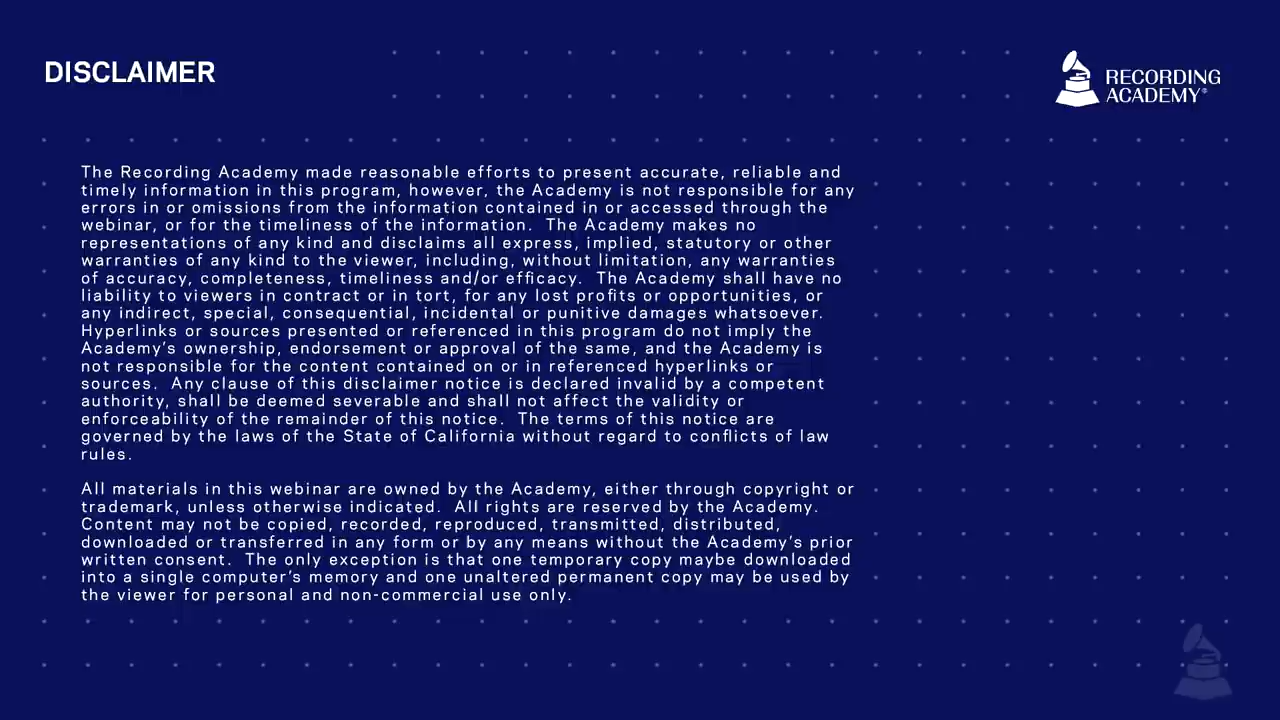 DISCLAIMER
RECORDING
ACADEMY®
The Recording Academy made reasonable efforts to present accurate, reliable and
timely information in this program, however, the Academy is not responsible for any
errors in or omissions from the information contained in or accessed through the
webinar, or for the timeliness of the information.  The Academy makes no
representations of any kind and disclaims all express, implied, statutory or other
warranties of any kind to the viewer, including, without limitation, any warranties
of accuracy, completeness, timeliness and/or efficacy.  The Academy shall have no
liability to viewers in contract or in tort, for any lost profits or opportunities, or
any indirect, special, consequential, incidental or punitive damages whatsoever.
Hyperlinks or sources presented or referenced in this program do not imply the
Academy's ownership, endorsement or approval of the same, and the Academy is
not responsible for the content contained on or in referenced hyperlinks or
sources.  Any clause of this disclaimer notice is declared invalid by a competent
authority, shall be deemed severable and shall not affect the validity or
enforceability of the remainder of this notice.  The terms of this notice are
governed by the laws of the State of California without regard to conflicts of law
rules.
All materials in this webinar are owned by the Academy, either through copyright or
trademark, unless otherwise indicated.  All rights are reserved by the Academy.
Content may not be copied, recorded, reproduced, transmitted, distributed,
downloaded or transferred in any form or by any means without the Academy's prior
written consent.  The only exception is that one temporary copy maybe downloaded
into a single computer's memory and one unaltered permanent copy may be used by
the viewer for personal and non-commercial use only.